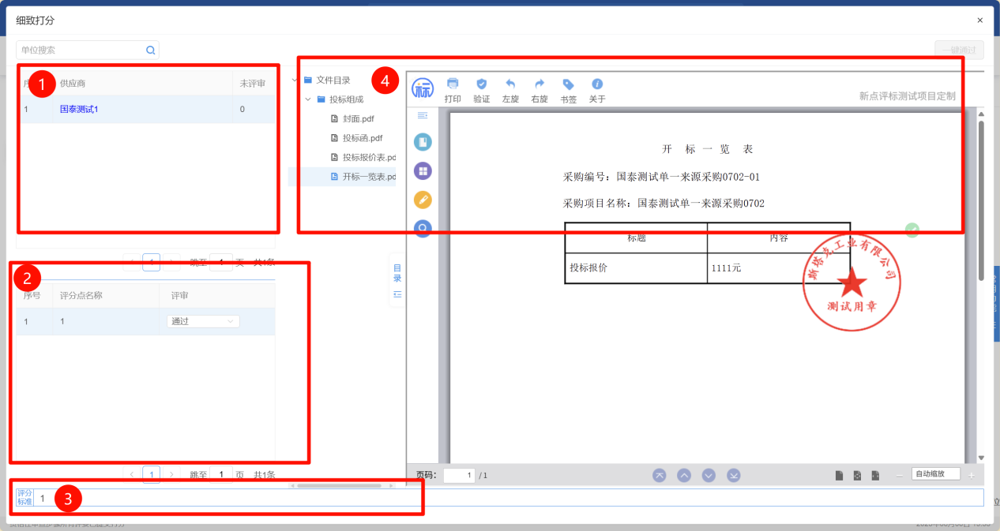 细致打分
×
单位搜索
一键通过
1
供应商
未评审
1
国泰测试1
0
1
跳至 1 页 共1条
2
序号
评分点名称
评审
1
1
通过
1
跳至 1 页 共1条
评分
标准
1
3
文件目录
4
投标组成
封面.pdf
投标函.pdf
投标报价表.pd
开标一览表.pd
目
录
标
打印
验证
左旋
右旋
书签
关于
新点评标测试项目定制
开 标 一 览 表
采购编号：国泰测试单一来源采购0702-01
采购项目名称：国泰测试单一来源采购0702
标题
内容
投标报价
1111元
斯塔克工业有限公司
测试用章
页码：
1
/1
自动缩放